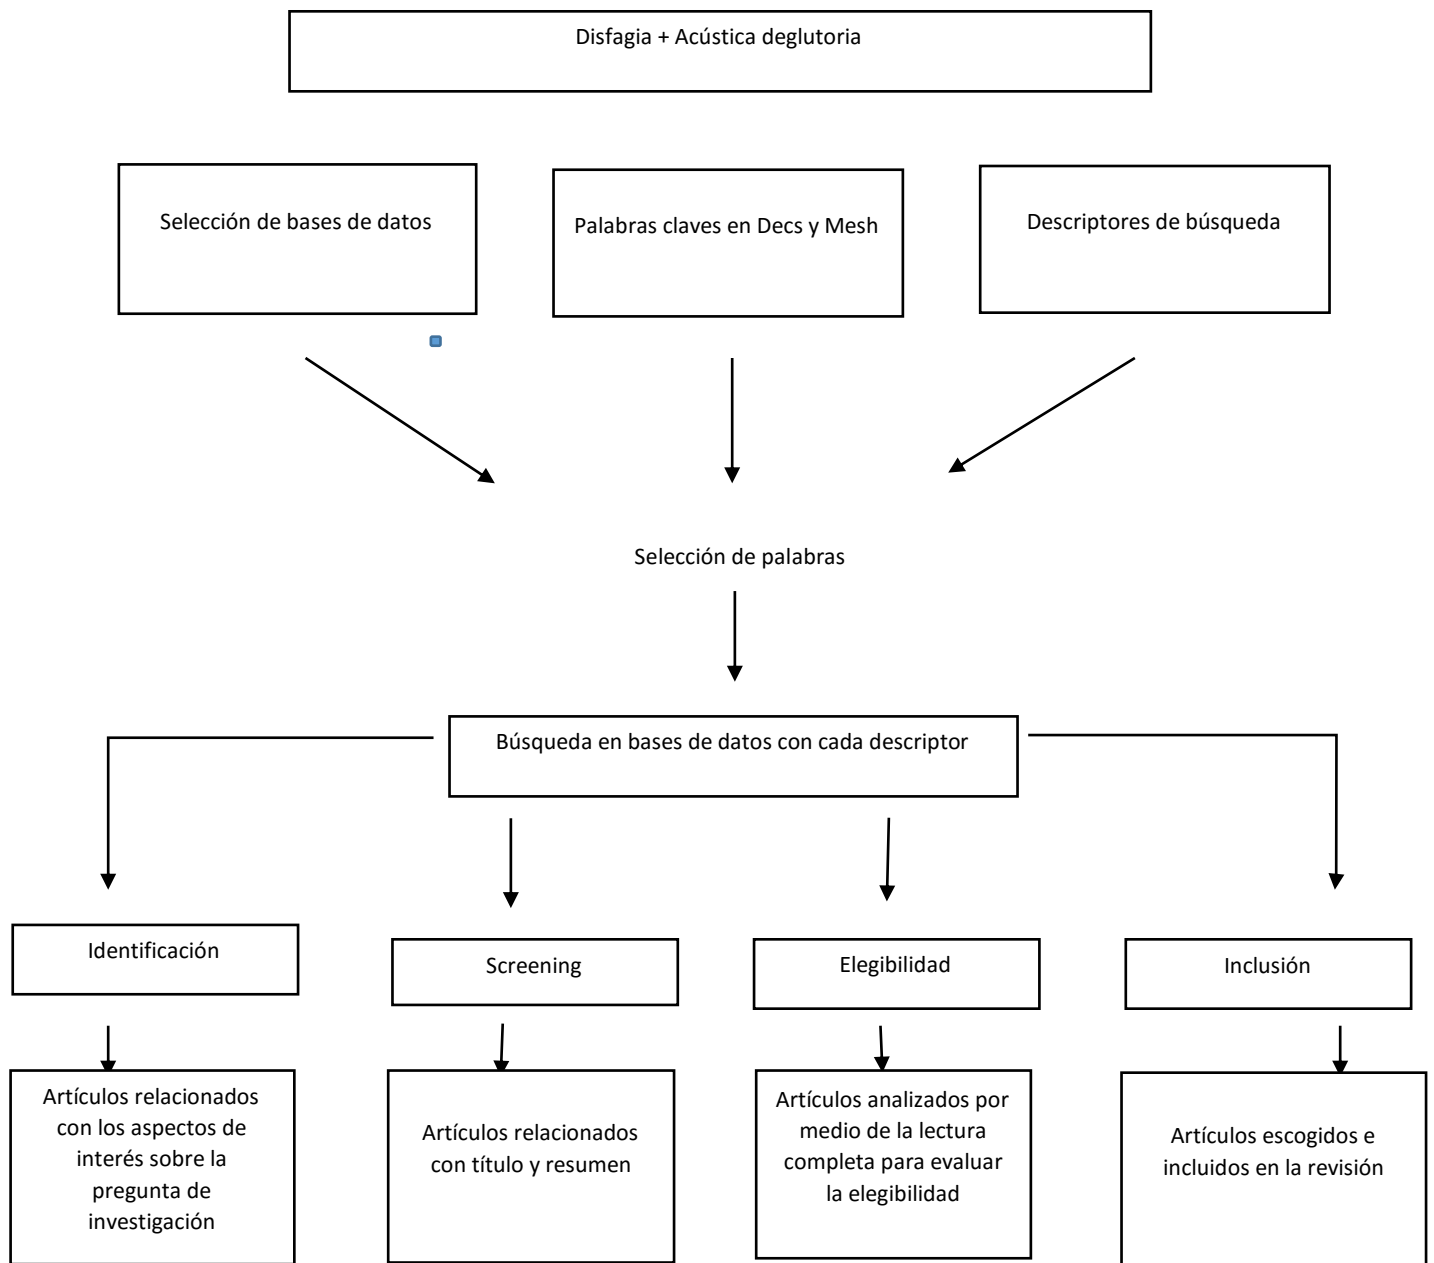 Disfagia + Acústica deglutoria
Selección de bases de datos
Palabras claves en Decs y Mesh
Descriptores de búsqueda
Selección de palabras
Búsqueda en bases de datos con cada descriptor
Identificación
Screening
Elegibilidad
Inclusión
Artículos relacionados
con los aspectos de
interés sobre la
pregunta de
investigación
Artículos relacionados
con título y resumen
Artículos analizados por
medio de la lectura
completa para evaluar
la elegibilidad
Artículos escogidos e
incluidos en la revisión